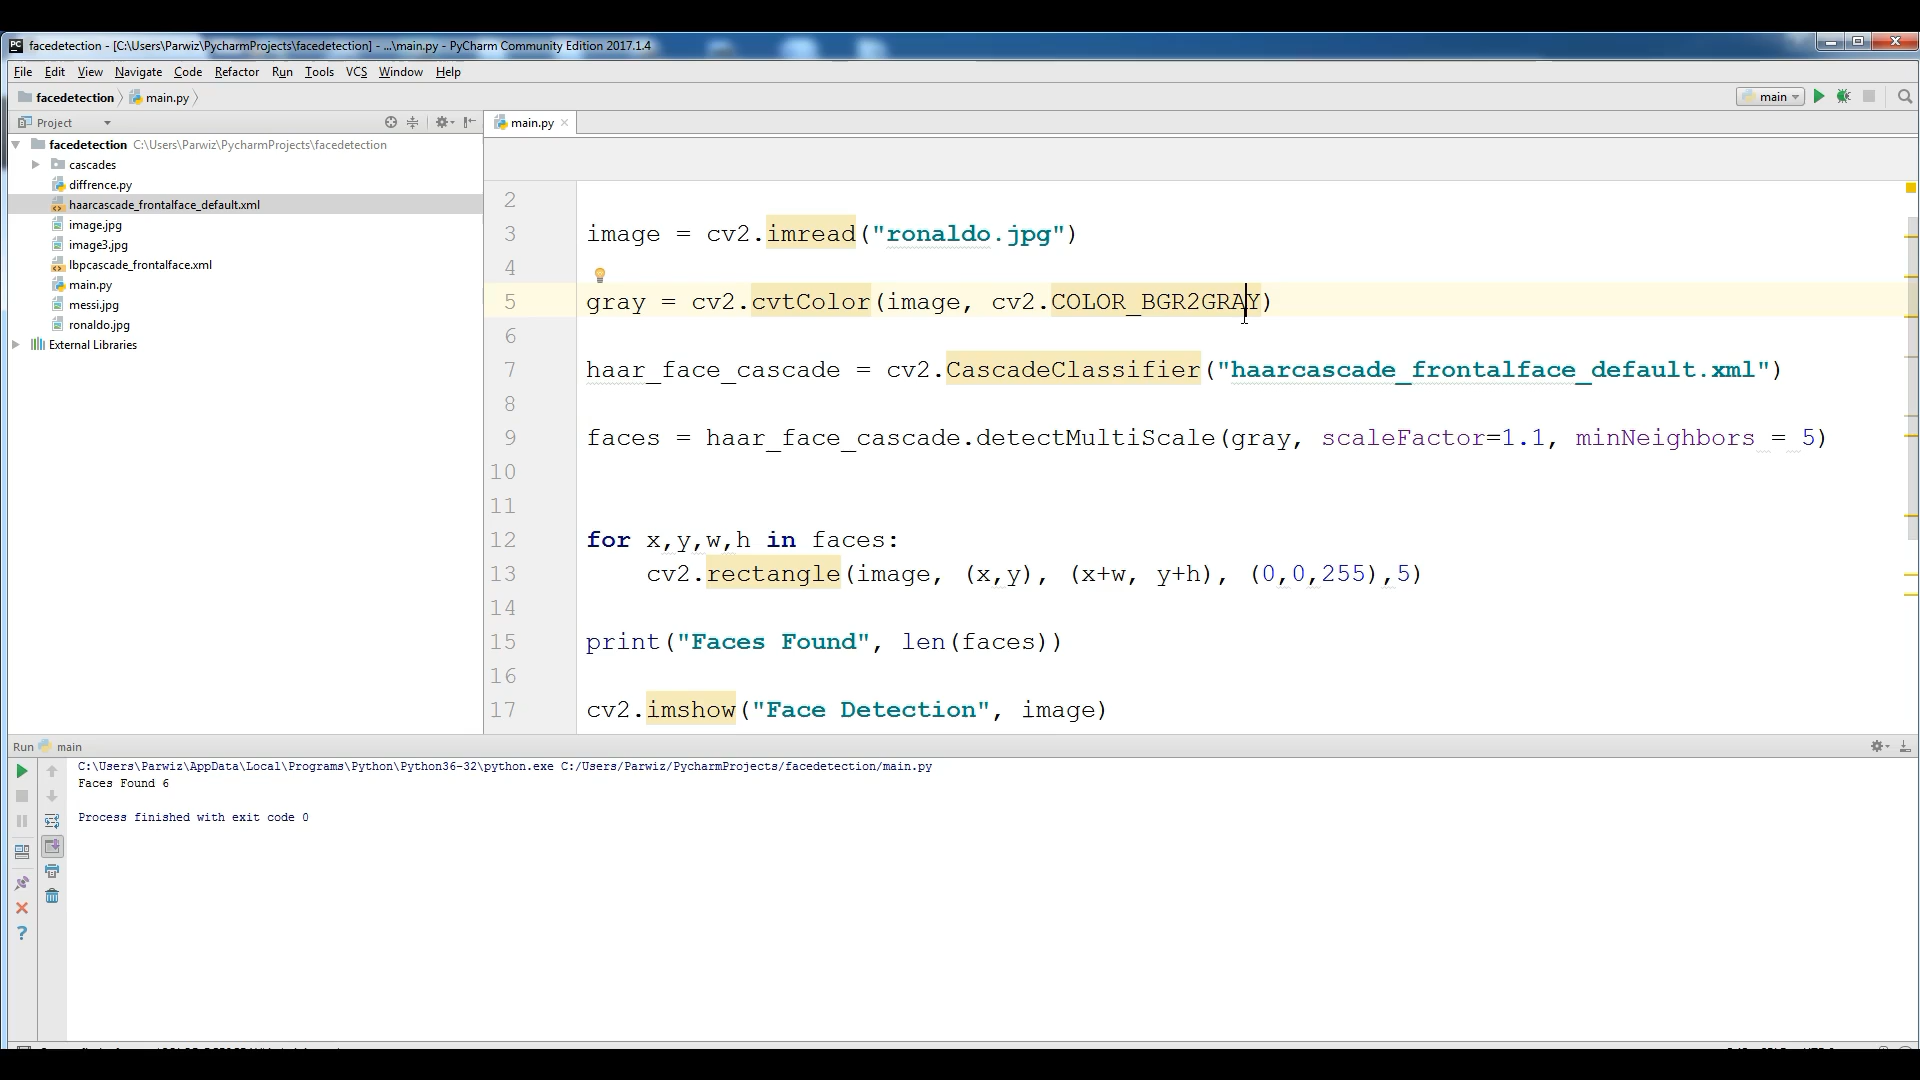 facedetection - [C:\Users\Parwiz\PycharmProjects\facedetection] - ...\main.py - PyCharm Community Edition 2017.1.4
File Edit View Navigate Code Refactor Run Tools VCS Window Help
facedetection main.py main
Project main.py
facedetection C:\Users\Parwiz\PycharmProjects\facedetection
cascades
diffrence.py
haarcascade_frontalface_default.xml
image.jpg
image3.jpg
lbpcascade_frontalface.xml
main.py
messi.jpg
ronaldo.jpg
External Libraries
2
3 image = cv2.imread("ronaldo.jpg")
4
5 gray = cv2.cvtColor(image, cv2.COLOR_BGR2GRAY)
6
7 haar_face_cascade = cv2.CascadeClassifier("haarcascade_frontalface_default.xml")
8
9 faces = haar_face_cascade.detectMultiScale(gray, scaleFactor=1.1, minNeighbors = 5)
10
11
12 for x,y,w,h in faces:
13 cv2.rectangle(image, (x,y), (x+w, y+h), (0,0,255),5)
14
15 print("Faces Found", len(faces))
16
17 cv2.imshow("Face Detection", image)
Run main
C:\Users\Parwiz\AppData\Local\Programs\Python\Python36-32\python.exe C:/Users/Parwiz/PycharmProjects/facedetection/main.py
Faces Found 6
Process finished with exit code 0